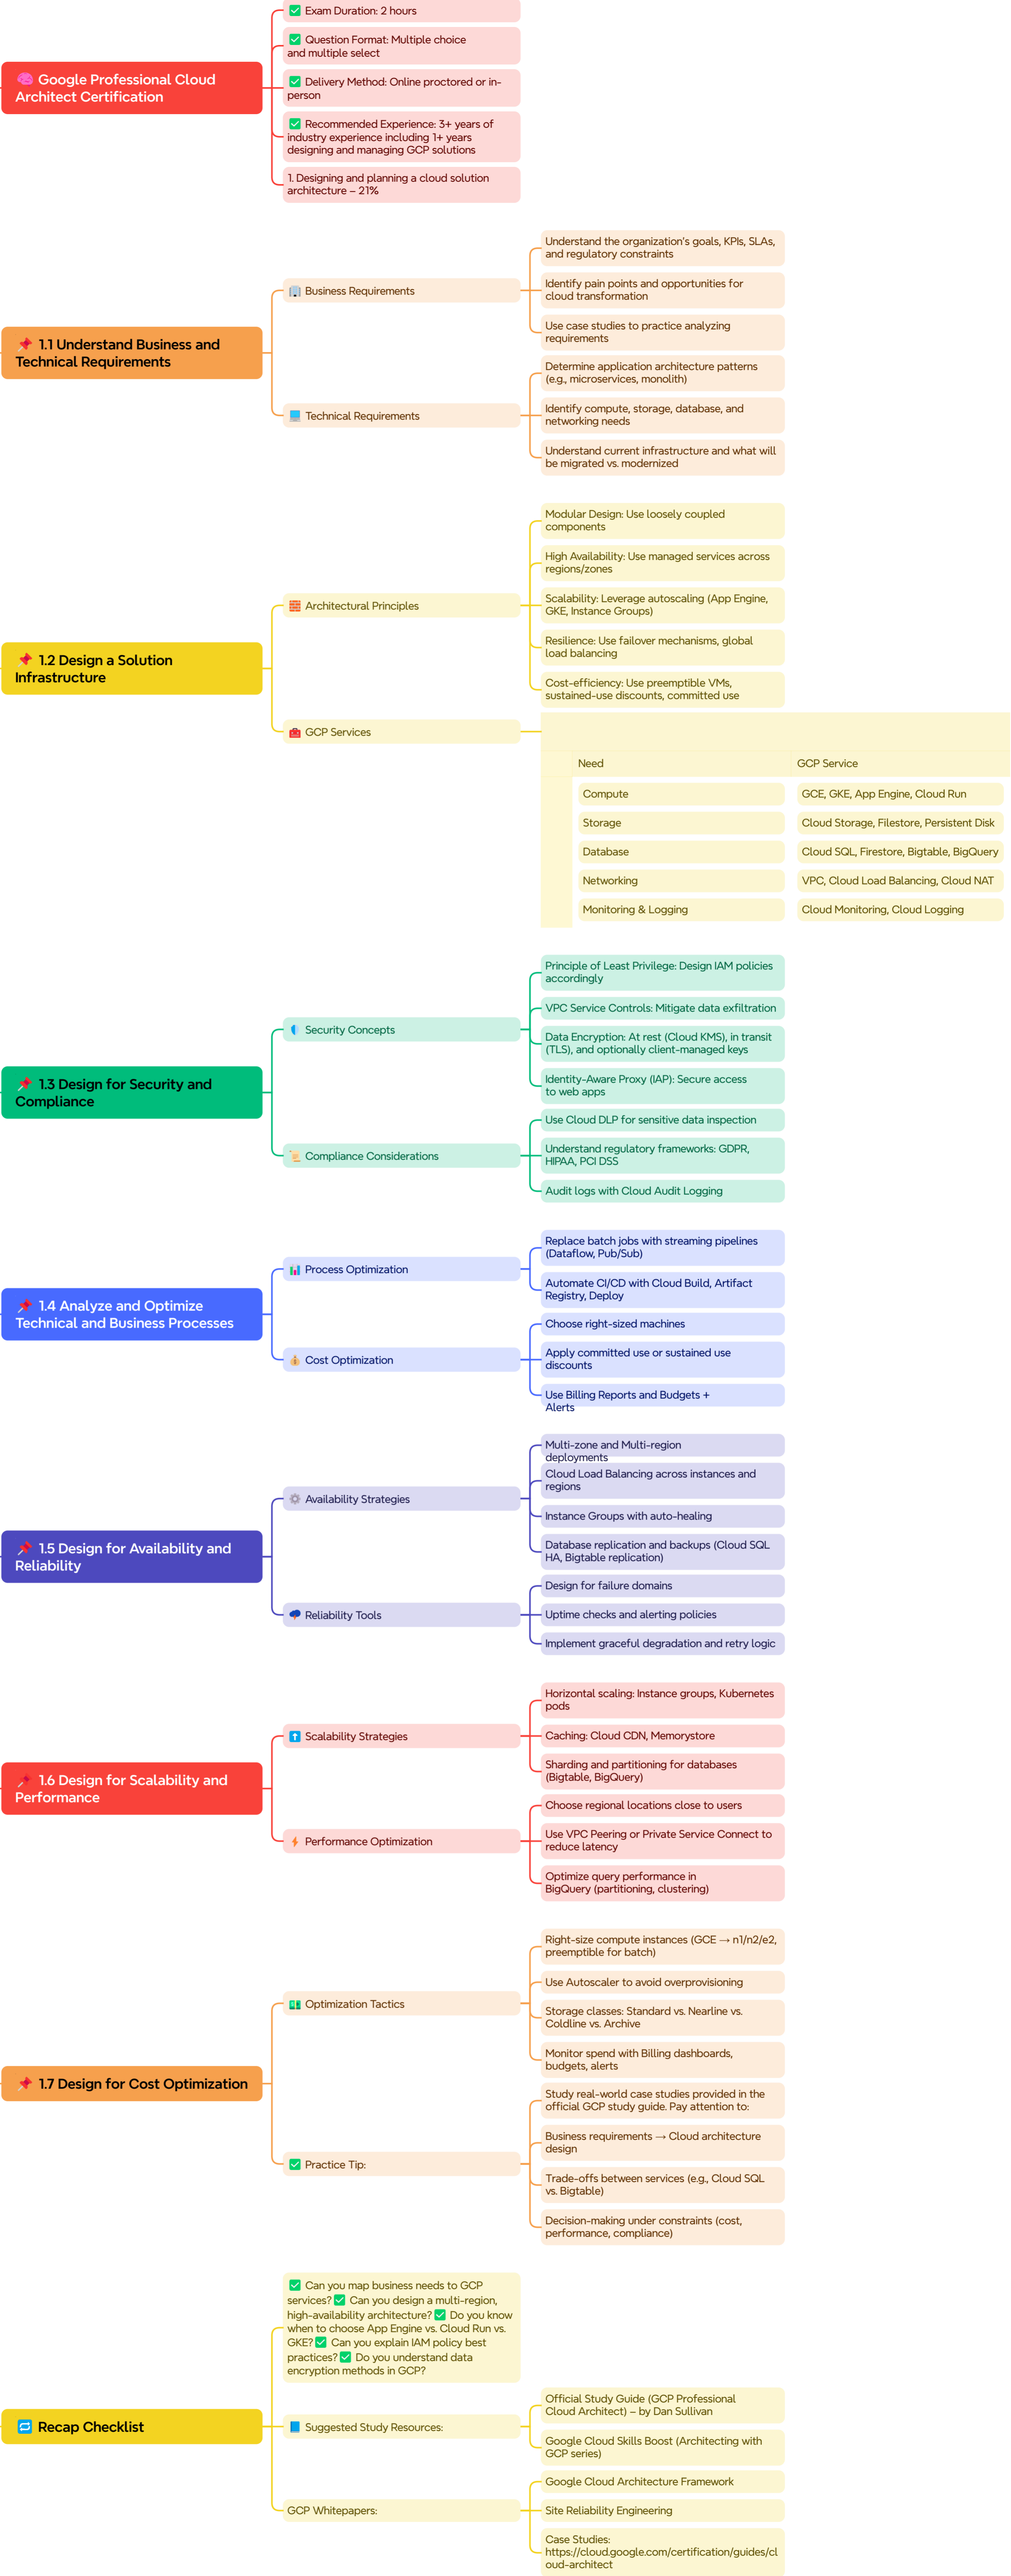 ✅ Exam Duration: 2 hours
✅ Question Format: Multiple choice
and multiple select
✅ Delivery Method: Online proctored or in-
person
🧠 Google Professional Cloud
Architect Certification
✅ Recommended Experience: 3+ years of
industry experience including 1+ years
designing and managing GCP solutions
1. Designing and planning a cloud solution
architecture – 21%
📌 1.1 Understand Business and
Technical Requirements
🏢 Business Requirements
Understand the organization's goals, KPIs, SLAs,
and regulatory constraints
Identify pain points and opportunities for
cloud transformation
Use case studies to practice analyzing
requirements
💻 Technical Requirements
Determine application architecture patterns
(e.g., microservices, monolith)
Identify compute, storage, database, and
networking needs
Understand current infrastructure and what will
be migrated vs. modernized
📌 1.2 Design a Solution
Infrastructure
🧱 Architectural Principles
Modular Design: Use loosely coupled
components
High Availability: Use managed services across
regions/zones
Scalability: Leverage autoscaling (App Engine,
GKE, Instance Groups)
Resilience: Use failover mechanisms, global
load balancing
Cost-efficiency: Use preemptible VMs,
sustained-use discounts, committed use
🧰 GCP Services
Need GCP Service
Compute GCE, GKE, App Engine, Cloud Run
Storage Cloud Storage, Filestore, Persistent Disk
Database Cloud SQL, Firestore, Bigtable, BigQuery
Networking VPC, Cloud Load Balancing, Cloud NAT
Monitoring & Logging Cloud Monitoring, Cloud Logging
📌 1.3 Design for Security and
Compliance
🛡️ Security Concepts
Principle of Least Privilege: Design IAM policies
accordingly
VPC Service Controls: Mitigate data exfiltration
Data Encryption: At rest (Cloud KMS), in transit
(TLS), and optionally client-managed keys
Identity-Aware Proxy (IAP): Secure access
to web apps
📜 Compliance Considerations
Use Cloud DLP for sensitive data inspection
Understand regulatory frameworks: GDPR,
HIPAA, PCI DSS
Audit logs with Cloud Audit Logging
📌 1.4 Analyze and Optimize
Technical and Business Processes
📊 Process Optimization
Replace batch jobs with streaming pipelines
(Dataflow, Pub/Sub)
Automate CI/CD with Cloud Build, Artifact
Registry, Deploy
💰 Cost Optimization
Choose right-sized machines
Apply committed use or sustained use
discounts
Use Billing Reports and Budgets +
Alerts
📌 1.5 Design for Availability and
Reliability
⚙️ Availability Strategies
Multi-zone and Multi-region
deployments
Cloud Load Balancing across instances and
regions
Instance Groups with auto-healing
Database replication and backups (Cloud SQL
HA, Bigtable replication)
🌩️ Reliability Tools
Design for failure domains
Uptime checks and alerting policies
Implement graceful degradation and retry logic
📌 1.6 Design for Scalability and
Performance
⬆️ Scalability Strategies
Horizontal scaling: Instance groups, Kubernetes
pods
Caching: Cloud CDN, Memorystore
Sharding and partitioning for databases
(Bigtable, BigQuery)
⚡ Performance Optimization
Choose regional locations close to users
Use VPC Peering or Private Service Connect to
reduce latency
Optimize query performance in
BigQuery (partitioning, clustering)
📌 1.7 Design for Cost Optimization
💵 Optimization Tactics
Right-size compute instances (GCE → n1/n2/e2,
preemptible for batch)
Use Autoscaler to avoid overprovisioning
Storage classes: Standard vs. Nearline vs.
Coldline vs. Archive
Monitor spend with Billing dashboards,
budgets, alerts
✅ Practice Tip:
Study real-world case studies provided in the
official GCP study guide. Pay attention to:
Business requirements → Cloud architecture
design
Trade-offs between services (e.g., Cloud SQL
vs. Bigtable)
Decision-making under constraints (cost,
performance, compliance)
🔁 Recap Checklist
✅ Can you map business needs to GCP
services? ✅ Can you design a multi-region,
high-availability architecture? ✅ Do you know
when to choose App Engine vs. Cloud Run vs.
GKE? ✅ Can you explain IAM policy best
practices? ✅ Do you understand data
encryption methods in GCP?
📘 Suggested Study Resources:
Official Study Guide (GCP Professional
Cloud Architect) – by Dan Sullivan
Google Cloud Skills Boost (Architecting with
GCP series)
GCP Whitepapers:
Google Cloud Architecture Framework
Site Reliability Engineering
Case Studies:
https://cloud.google.com/certification/guides/cl
oud-architect